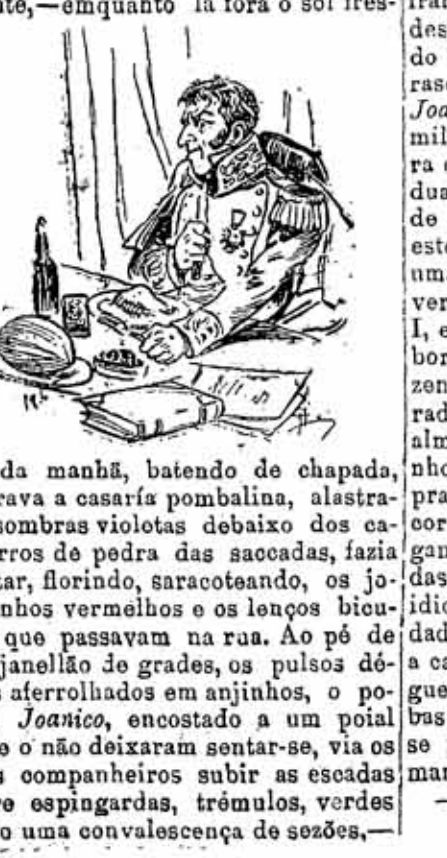 —emquanto lá fóra o sol fres-
da manhã, batendo de chapada,
rava a casaría pombalina, alastra-
sombras violetas debaixo dos ca-
rros de pedra das saccadas, fazia
tar, florindo, saracoteando, os jo-
nhos vermelhos e os lenços bicu-
que passavam na rua. Ao pé de
janellão de grades, os pulsos dé-
s aferrolhados em anjinhos, o po-
Joanico, encostado a um poial
e o não deixaram sentar-se, via os
s companheiros subir as escadas
re espingardas, trémulos, verdes
o uma convalescença de sezões,—
des
do
ras
Joa
mil
ra
dua
de
este
um
ver
I, e
bor
zen
rad
alm
nho
pra
cor
gan
das
idio
dad
a ca
gue
bas
se
mar